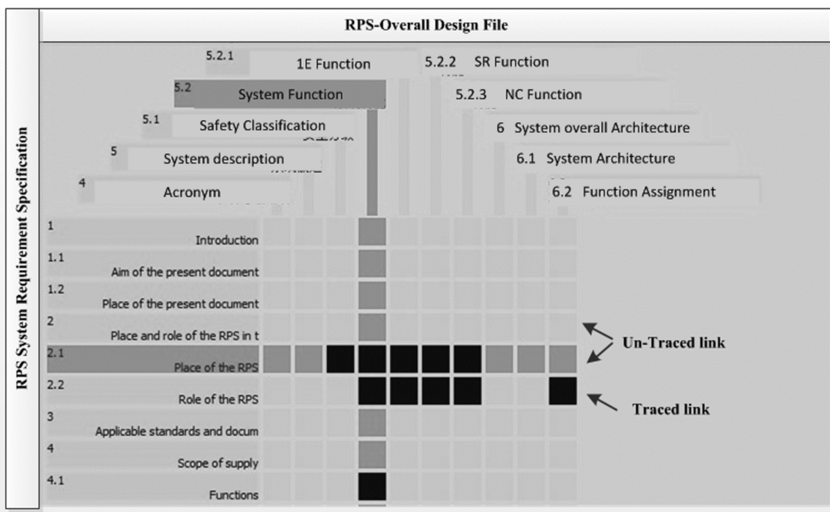 RPS-Overall Design File
RPS System Requirement Specification
5.2.1 1E Function
5.2.2 SR Function
5.2 System Function
5.2.3 NC Function
5.1 Safety Classification
6 System overall Architecture
5 System description
6.1 System Architecture
4 Acronym
6.2 Function Assignment
1 Introduction
1.1 Aim of the present document
1.2 Place of the present document
2 Place and role of the RPS in t
2.1 Place of the RPS
2.2 Role of the RPS
3 Applicable standards and docum
4 Scope of supply
4.1 Functions
Un-Traced link
Traced link